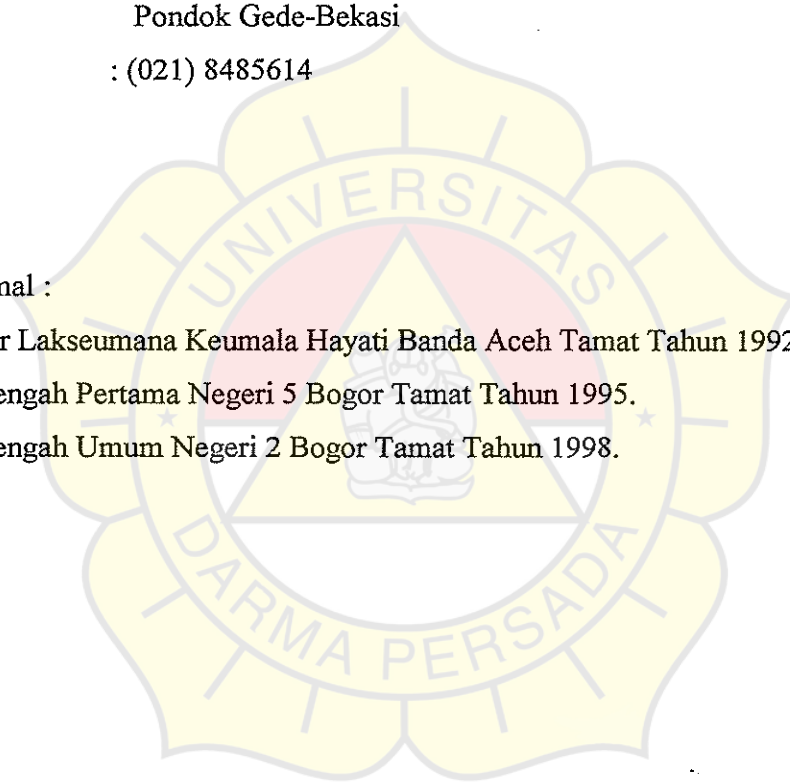 Pondok Gede-Bekasi
: (021) 8485614
UNIVERSITAS
nal :
r Lakseumana Keumala Hayati Banda Aceh Tamat Tahun 1992
engah Pertama Negeri 5 Bogor Tamat Tahun 1995.
engah Umum Negeri 2 Bogor Tamat Tahun 1998.
DARMA PERSADA